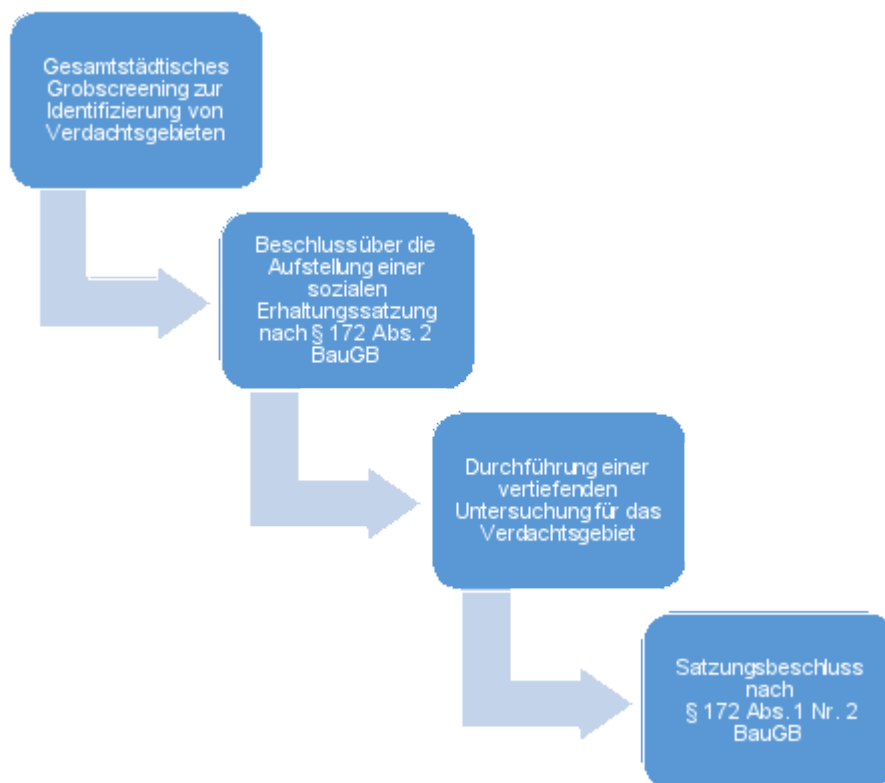 Gesamtstädtisches
Grobscreening zur
Identifizierung von
Verdachtsgebieten
Beschluss über die
Aufstellung einer
sozialen
Erhaltungssatzung
nach § 172 Abs. 2
BauGB
Durchführung einer
vertiefenden
Untersuchung für das
Verdachtsgebiet
Satzungsbeschluss
nach
§ 172 Abs. 1 Nr. 2
BauGB